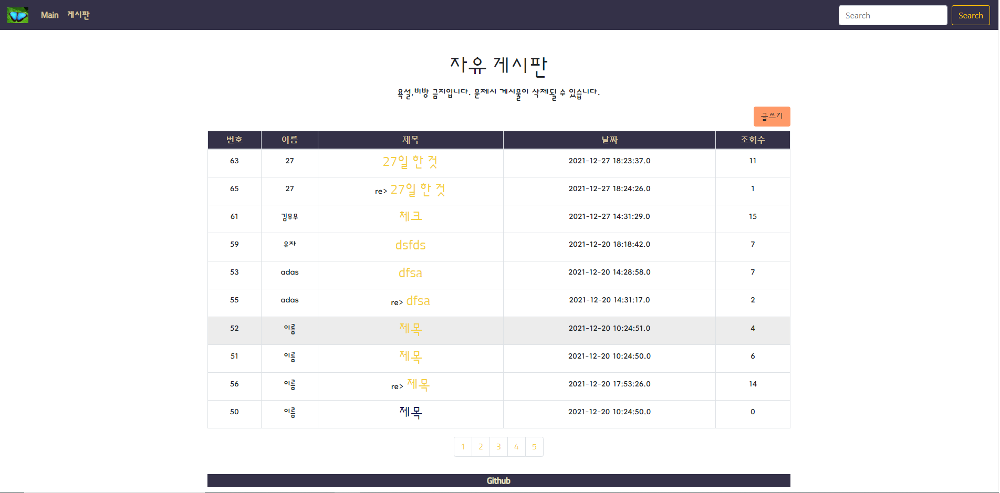 Main 게시판 Search Search
자유 게시판
욕설,비방 금지입니다. 문제시 게시물이 삭제될 수 있습니다.
글쓰기
번호 이름 제목 날짜 조회수
63 27 27일 한 것 2021-12-27 18:23:37.0 11
65 27 re> 27일 한 것 2021-12-27 18:24:26.0 1
61 김무무 체크 2021-12-27 14:31:29.0 15
59 유자 dsfds 2021-12-20 18:18:42.0 7
53 adas dfsa 2021-12-20 14:28:58.0 7
55 adas re> dfsa 2021-12-20 14:31:17.0 2
52 이름 제목 2021-12-20 10:24:51.0 4
51 이름 제목 2021-12-20 10:24:50.0 6
56 이름 re> 제목 2021-12-20 17:53:26.0 14
50 이름 제목 2021-12-20 10:24:50.0 0
1 2 3 4 5
Github